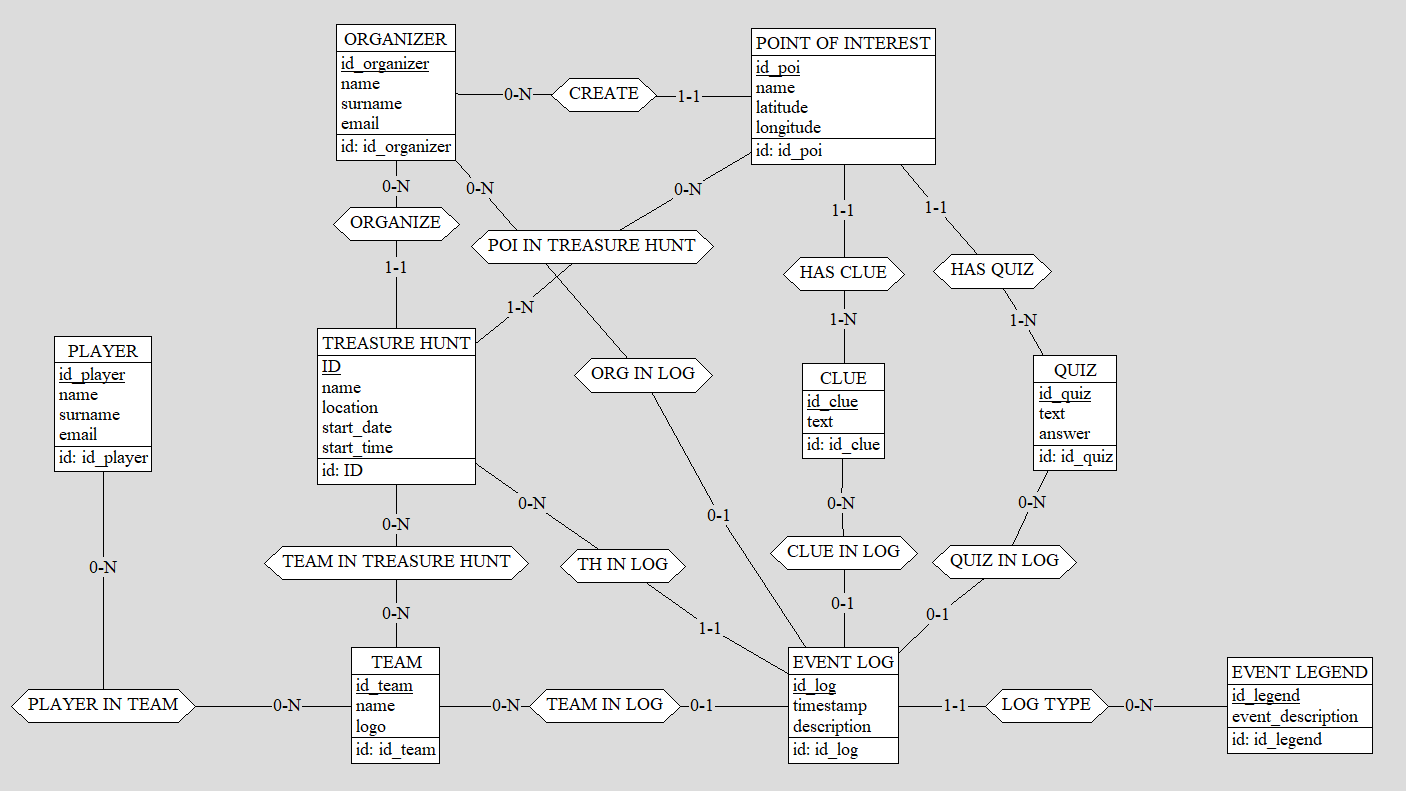 ORGANIZER
id_organizer
name
surname
email
id: id_organizer
0-N
CREATE
1-1
POINT OF INTEREST
id_poi
name
latitude
longitude
id: id_poi
0-N
ORGANIZE
1-1
0-N
0-N
POI IN TREASURE HUNT
1-N
1-1
HAS CLUE
1-N
1-1
HAS QUIZ
1-N
PLAYER
id_player
name
surname
email
id: id_player
TREASURE HUNT
ID
name
location
start_date
start_time
id: ID
ORG IN LOG
0-1
CLUE
id_clue
text
id: id_clue
QUIZ
id_quiz
text
answer
id: id_quiz
0-N
0-N
TEAM IN TREASURE HUNT
0-N
0-N
TH IN LOG
1-1
0-N
CLUE IN LOG
0-1
0-N
QUIZ IN LOG
0-1
PLAYER IN TEAM
0-N
TEAM
id_team
name
logo
id: id_team
0-N
TEAM IN LOG
0-1
EVENT LOG
id_log
timestamp
description
id: id_log
1-1
LOG TYPE
0-N
EVENT LEGEND
id_legend
event_description
id: id_legend